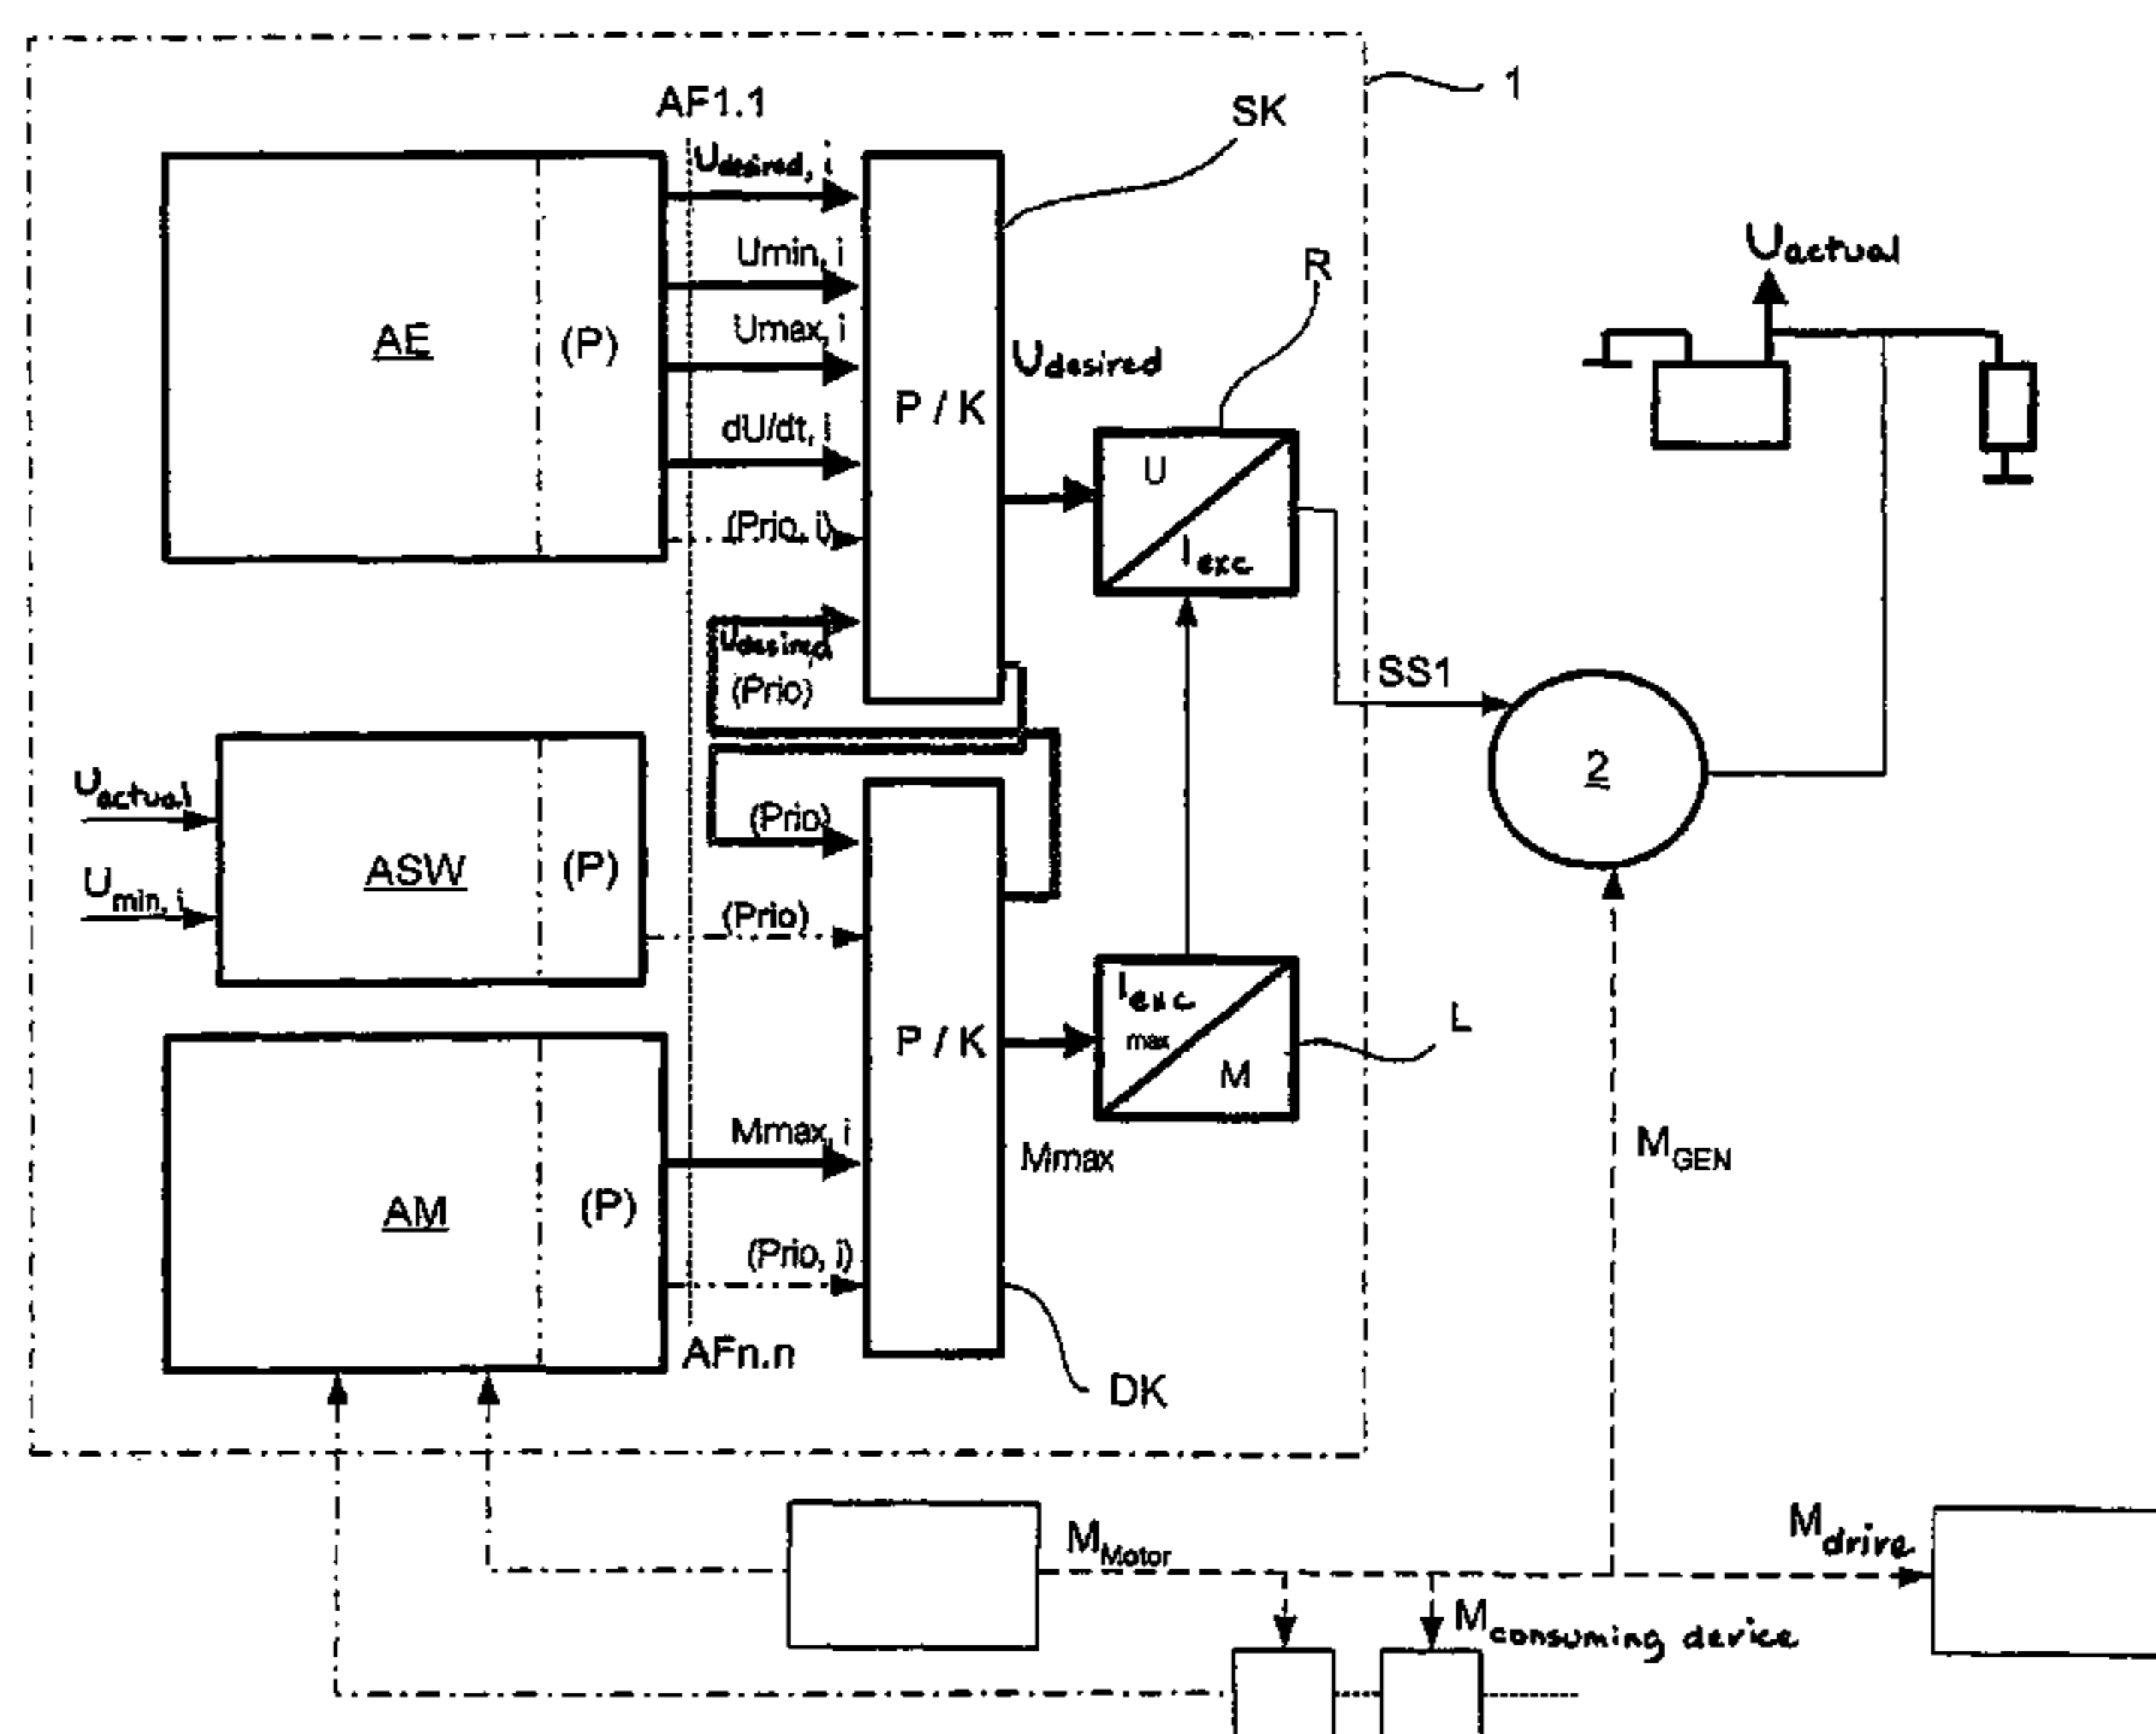 1
AF1.1
SK
Udesired, i
Umin, i
R
Uactual
Umax, i
AE
(P)
Udesired
P / K
dU/dt, i
U
(Prio, i)
Iexc
Udesired,
(Prio)
SS1
2
Uactual
(Prio)
ASW
(P)
Umin, i
(Prio)
Iexc
max
L
P / K
M
Mmax, i
Mmax
MGEN
AM
(P)
(Prio, i)
AFn.n
DK
MMotor
Mdrive
Mconsuming device